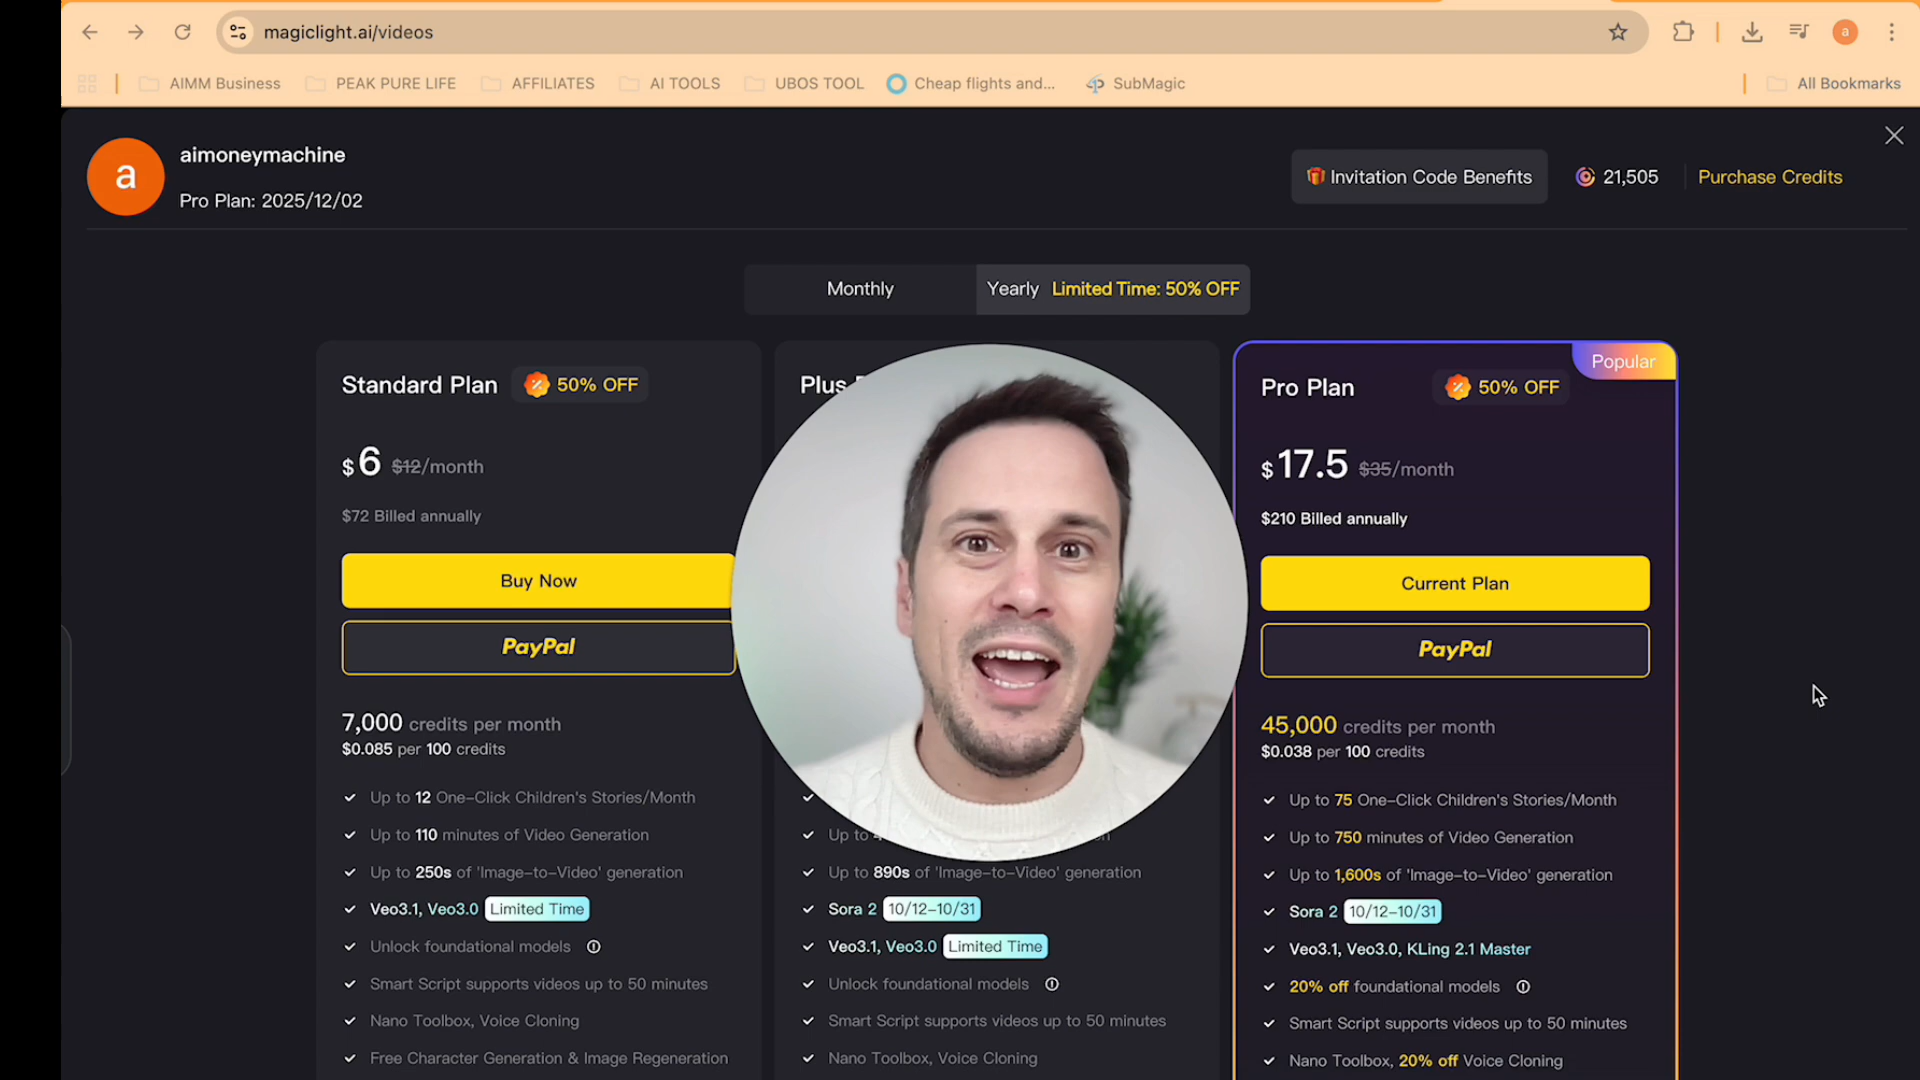 magiclight.ai/videos
a
AIMM Business
PEAK PURE LIFE
AFFILIATES
AI TOOLS
UBOS TOOL
Cheap flights and...
SubMagic
All Bookmarks
a
aimoneymachine
Pro Plan: 2025/12/02
Invitation Code Benefits
21,505
Purchase Credits
Monthly
Yearly Limited Time: 50% OFF
Standard Plan
50% OFF
$6 $12/month
$72 Billed annually
Buy Now
PayPal
7,000 credits per month
$0.085 per 100 credits
Up to 12 One-Click Children's Stories/Month
Up to 110 minutes of Video Generation
Up to 250s of 'Image-to-Video' generation
Veo3.1, Veo3.0 Limited Time
Unlock foundational models
Smart Script supports videos up to 50 minutes
Nano Toolbox, Voice Cloning
Free Character Generation & Image Regeneration
Plus
Up to
Up to 890s of 'Image-to-Video' generation
Sora 2 10/12-10/31
Veo3.1, Veo3.0 Limited Time
Unlock foundational models
Smart Script supports videos up to 50 minutes
Nano Toolbox, Voice Cloning
Popular
Pro Plan
50% OFF
$17.5 $35/month
$210 Billed annually
Current Plan
PayPal
45,000 credits per month
$0.038 per 100 credits
Up to 75 One-Click Children's Stories/Month
Up to 750 minutes of Video Generation
Up to 1,600s of 'Image-to-Video' generation
Sora 2 10/12-10/31
Veo3.1, Veo3.0, KLing 2.1 Master
20% off foundational models
Smart Script supports videos up to 50 minutes
Nano Toolbox, 20% off Voice Cloning